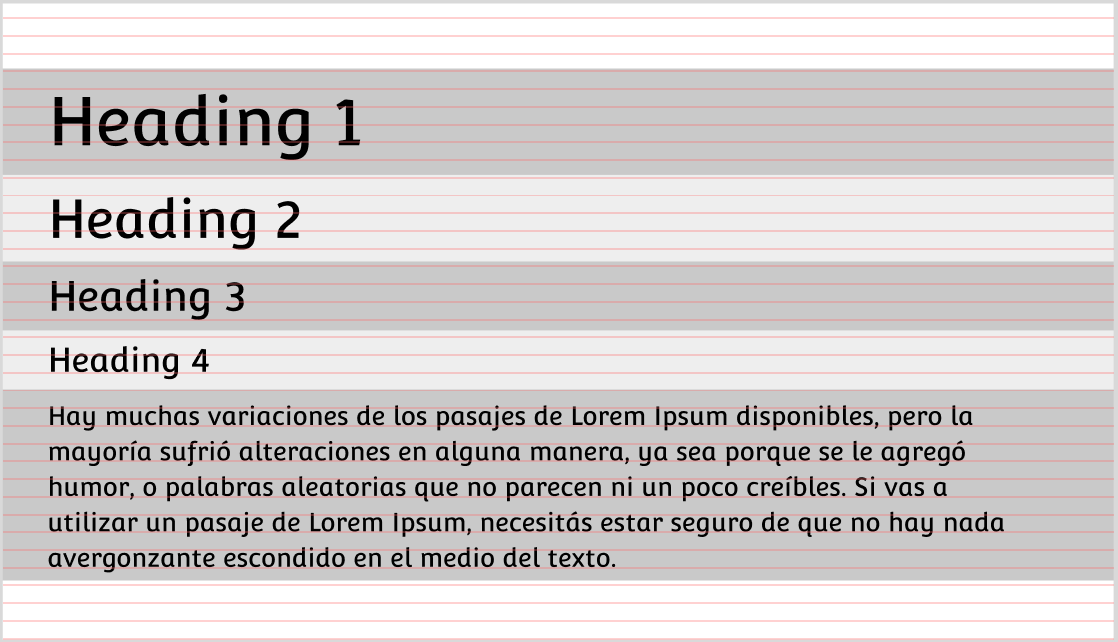 Heading 1
Heading 2
Heading 3
Heading 4
Hay muchas variaciones de los pasajes de Lorem Ipsum disponibles, pero la
mayoría sufrió alteraciones en alguna manera, ya sea porque se le agregó
humor, o palabras aleatorias que no parecen ni un poco creíbles. Si vas a
utilizar un pasaje de Lorem Ipsum, necesitás estar seguro de que no hay nada
avergonzante escondido en el medio del texto.